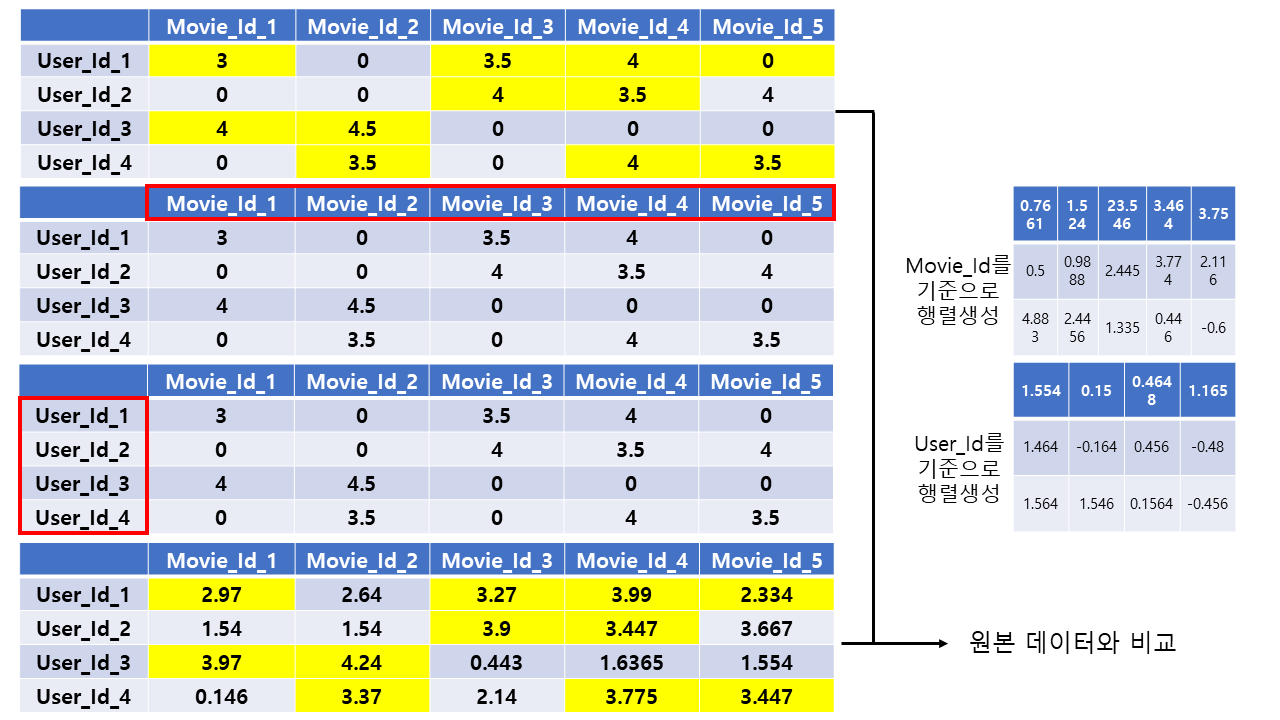 Movie_Id_1 Movie_Id_2 Movie_Id_3 Movie_Id_4 Movie_Id_5
User_Id_1 3 0 3.5 4 0
User_Id_2 0 0 4 3.5 4
User_Id_3 4 4.5 0 0 0
User_Id_4 0 3.5 0 4 3.5
Movie_Id_1 Movie_Id_2 Movie_Id_3 Movie_Id_4 Movie_Id_5
User_Id_1 3 0 3.5 4 0
User_Id_2 0 0 4 3.5 4
User_Id_3 4 4.5 0 0 0
User_Id_4 0 3.5 0 4 3.5
Movie_Id_1 Movie_Id_2 Movie_Id_3 Movie_Id_4 Movie_Id_5
User_Id_1 3 0 3.5 4 0
User_Id_2 0 0 4 3.5 4
User_Id_3 4 4.5 0 0 0
User_Id_4 0 3.5 0 4 3.5
Movie_Id_1 Movie_Id_2 Movie_Id_3 Movie_Id_4 Movie_Id_5
User_Id_1 2.97 2.64 3.27 3.99 2.334
User_Id_2 1.54 1.54 3.9 3.447 3.667
User_Id_3 3.97 4.24 0.443 1.6365 1.554
User_Id_4 0.146 3.37 2.14 3.775 3.447
Movie_Id를
기준으로
행렬생성
0.7661 1.524 23.546 3.464 3.75
0.5 0.9888 2.445 3.774 2.116
4.883 2.4456 1.335 0.446 -0.6
User_Id를
기준으로
행렬생성
1.554 0.15 0.4648 1.165
1.464 -0.164 0.456 -0.48
1.564 1.546 0.1564 -0.456
원본 데이터와 비교